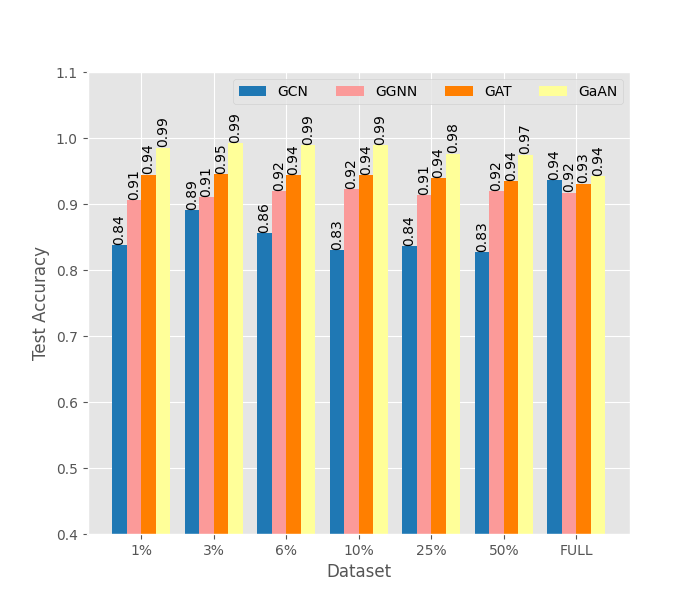 GCN GGNN GAT GaAN
1.1
1.0
0.9
0.8
0.7
0.6
0.5
0.4
Test Accuracy
0.84 0.91 0.94 0.99
0.89 0.91 0.95 0.99
0.86 0.92 0.94 0.99
0.83 0.92 0.94 0.99
0.84 0.91 0.94 0.98
0.83 0.92 0.94 0.97
0.94 0.92 0.93 0.94
1% 3% 6% 10% 25% 50% FULL
Dataset